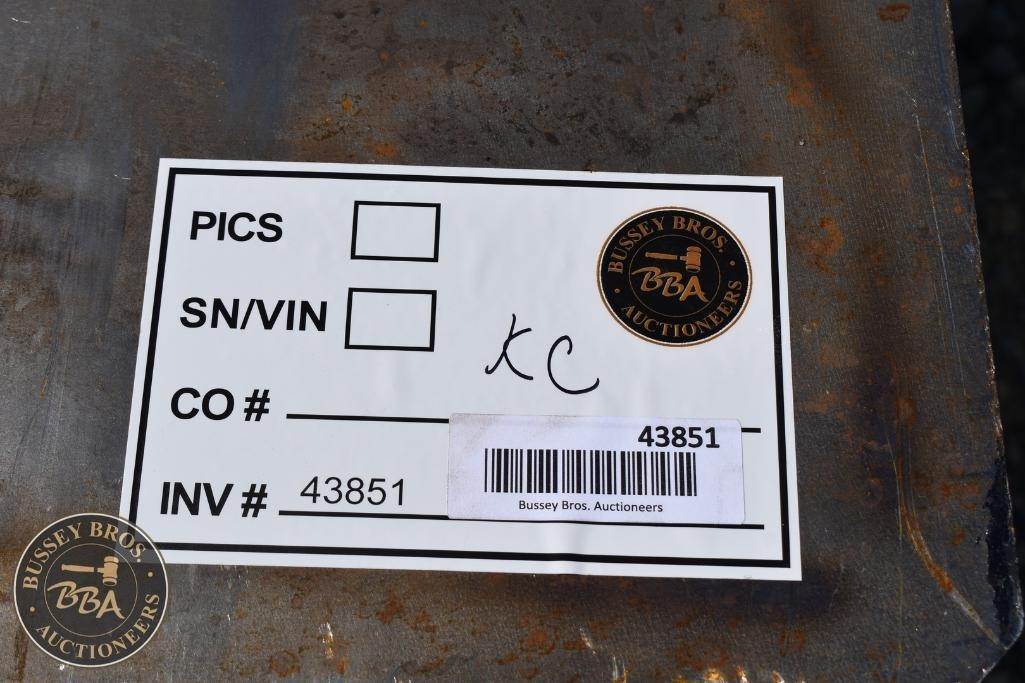 PICS
BUSSEY BROS.
BBA
AUCTIONEERS
SN/VIN
KC
CO #
43851
INV # 43851
Bussey Bros. Auctioneers
BUSSEY BROS.
BBA
AUCTIONEERS